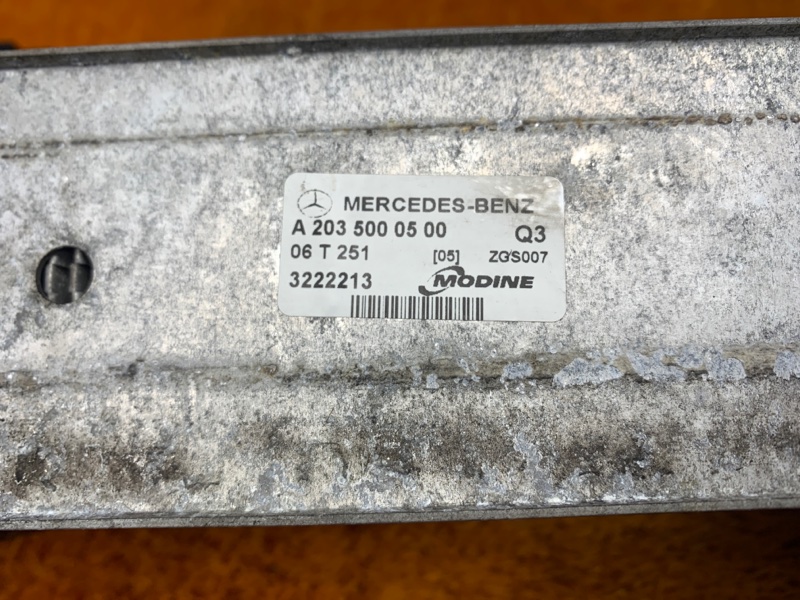 MERCEDES-BENZ
A 203 500 05 00 Q3
06 T 251 [05] ZGS007
3222213 MODINE